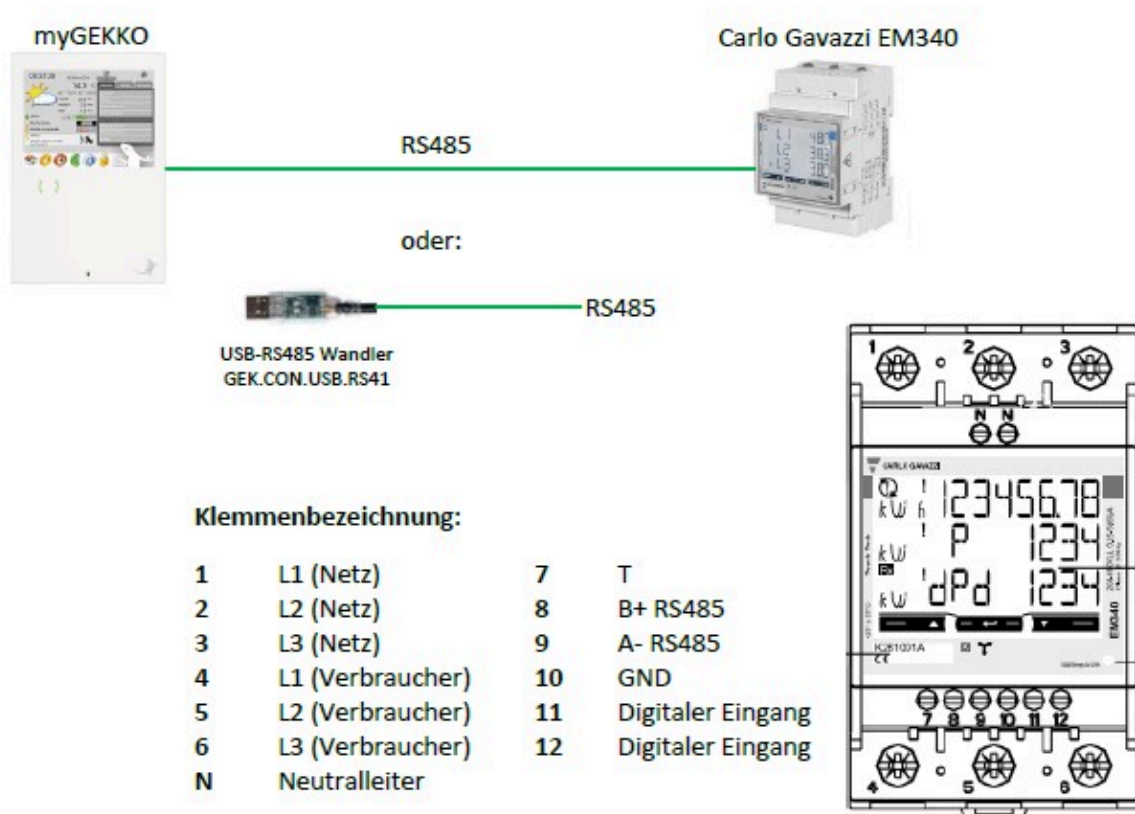 myGEKKO
Carlo Gavazzi EM340
RS485
oder:
RS485
USB-RS485 Wandler
GEK.CON.USB.RS41
Klemmenbezeichnung:
1 L1 (Netz) 7 T
2 L2 (Netz) 8 B+ RS485
3 L3 (Netz) 9 A- RS485
4 L1 (Verbraucher) 10 GND
5 L2 (Verbraucher) 11 Digitaler Eingang
6 L3 (Verbraucher) 12 Digitaler Eingang
N Neutralleiter
1 2 3
N N
CARLO GAVAZZI
kWh 12345678
kW P 1234
kW dPd 1234
EM340
7 8 9 10 11 12
4 5 6